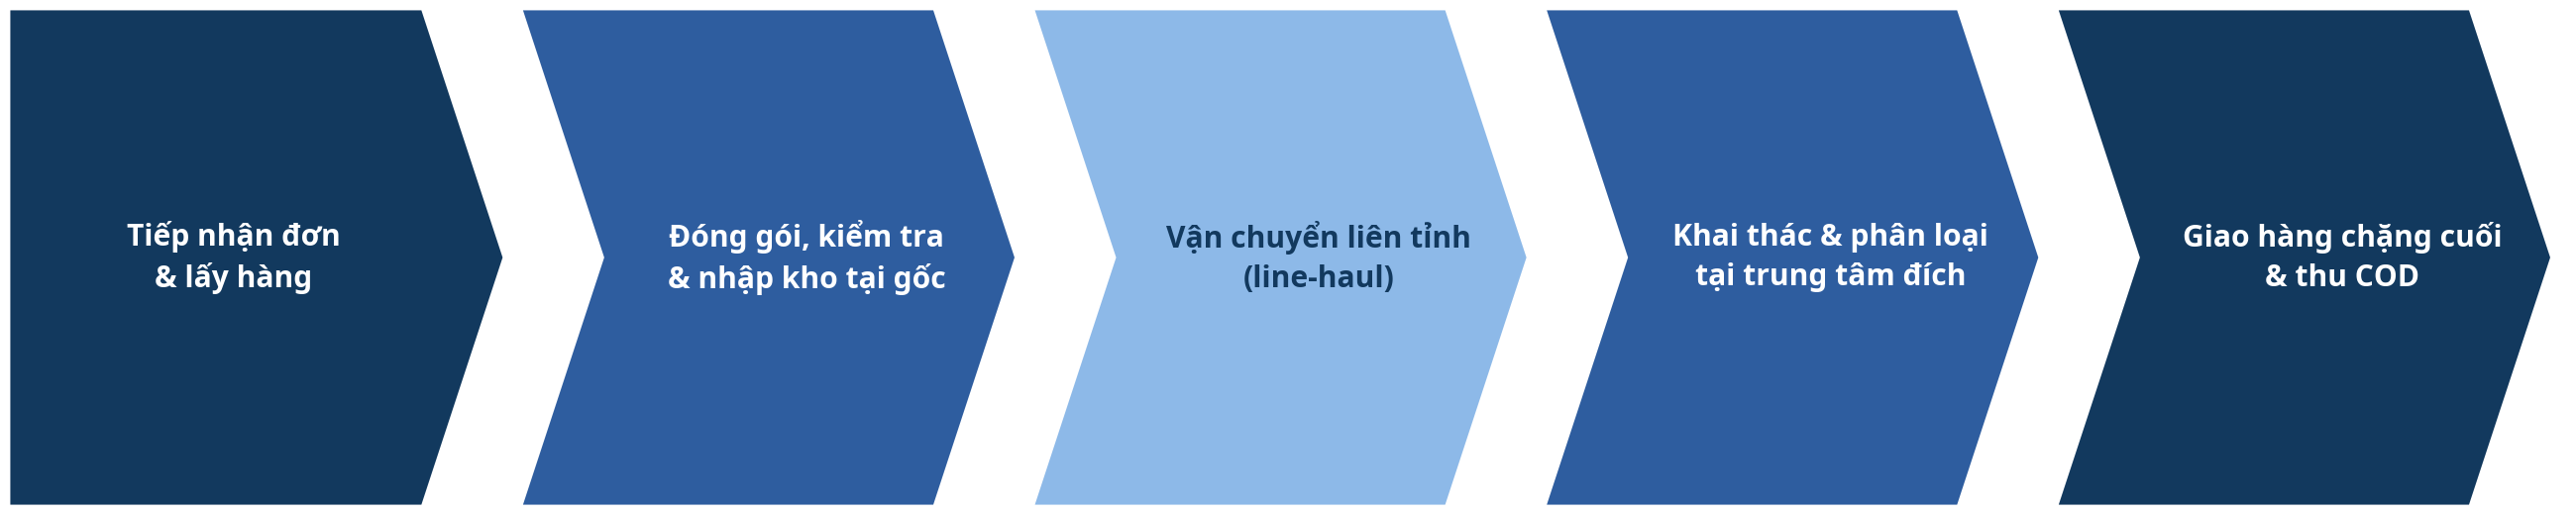 Tiếp nhận đơn
& lấy hàng
Đóng gói, kiểm tra
& nhập kho tại gốc
Vận chuyển liên tỉnh
(line-haul)
Khai thác & phân loại
tại trung tâm đích
Giao hàng chặng cuối
& thu COD